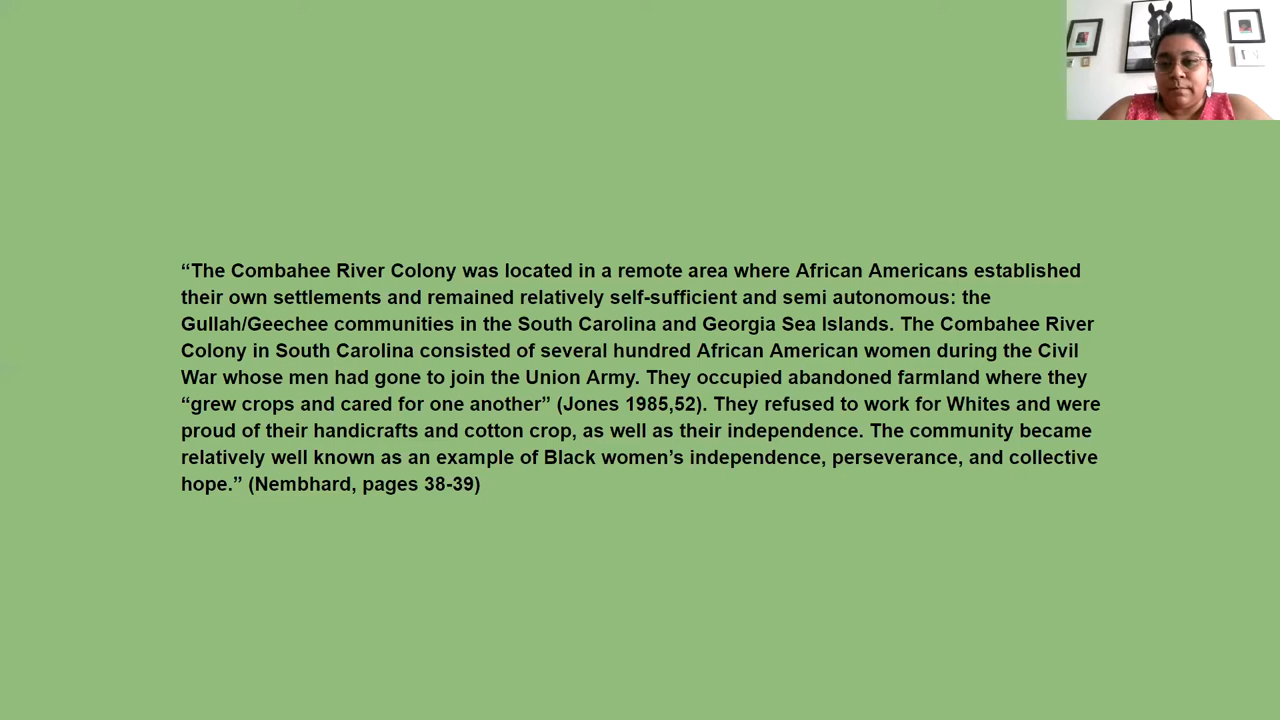 “The Combahee River Colony was located in a remote area where African Americans established
their own settlements and remained relatively self-sufficient and semi autonomous: the
Gullah/Geechee communities in the South Carolina and Georgia Sea Islands. The Combahee River
Colony in South Carolina consisted of several hundred African American women during the Civil
War whose men had gone to join the Union Army. They occupied abandoned farmland where they
“grew crops and cared for one another” (Jones 1985,52). They refused to work for Whites and were
proud of their handicrafts and cotton crop, as well as their independence. The community became
relatively well known as an example of Black women’s independence, perseverance, and collective
hope.” (Nembhard, pages 38-39)